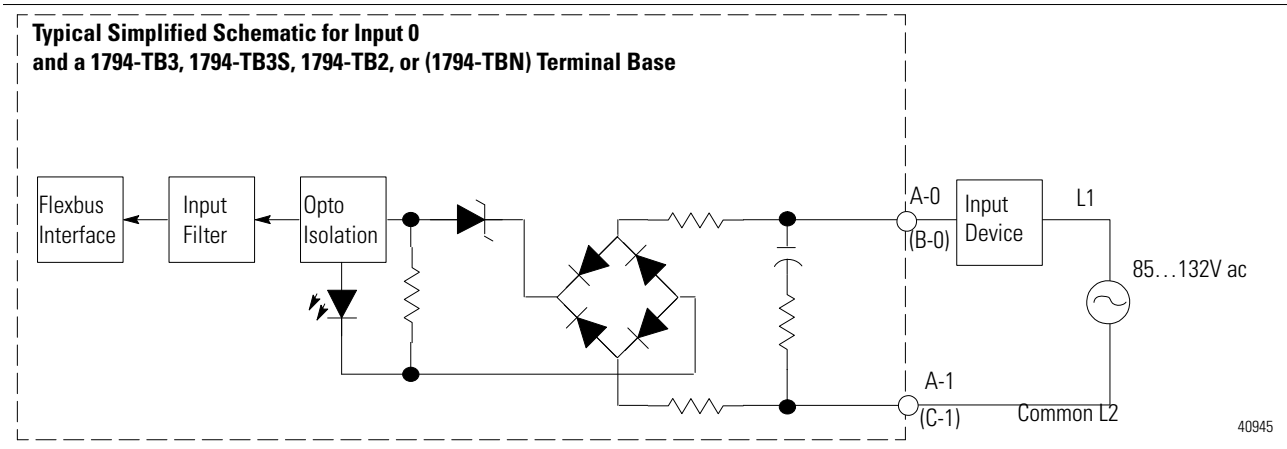 Typical Simplified Schematic for Input 0
and a 1794-TB3, 1794-TB3S, 1794-TB2, or (1794-TBN) Terminal Base
Flexbus
Interface
Input
Filter
Opto
Isolation
A-0
(B-0)
Input
Device
L1
85…132V ac
A-1
(C-1)
Common L2
40945